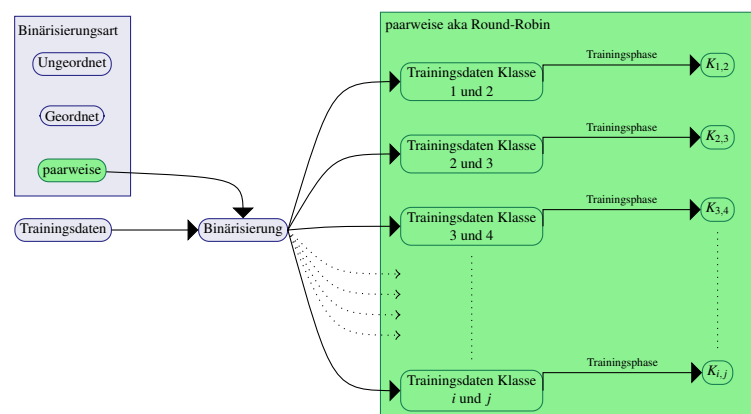 Binärisierungsart
Ungeordnet
Geordnet
paarweise
Trainingsdaten
Binärisierung
paarweise aka Round-Robin
Trainingsdaten Klasse
1 und 2
Trainingsphase
K1,2
Trainingsdaten Klasse
2 und 3
Trainingsphase
K2,3
Trainingsdaten Klasse
3 und 4
Trainingsphase
K3,4
Trainingsdaten Klasse
i und j
Trainingsphase
Ki,j